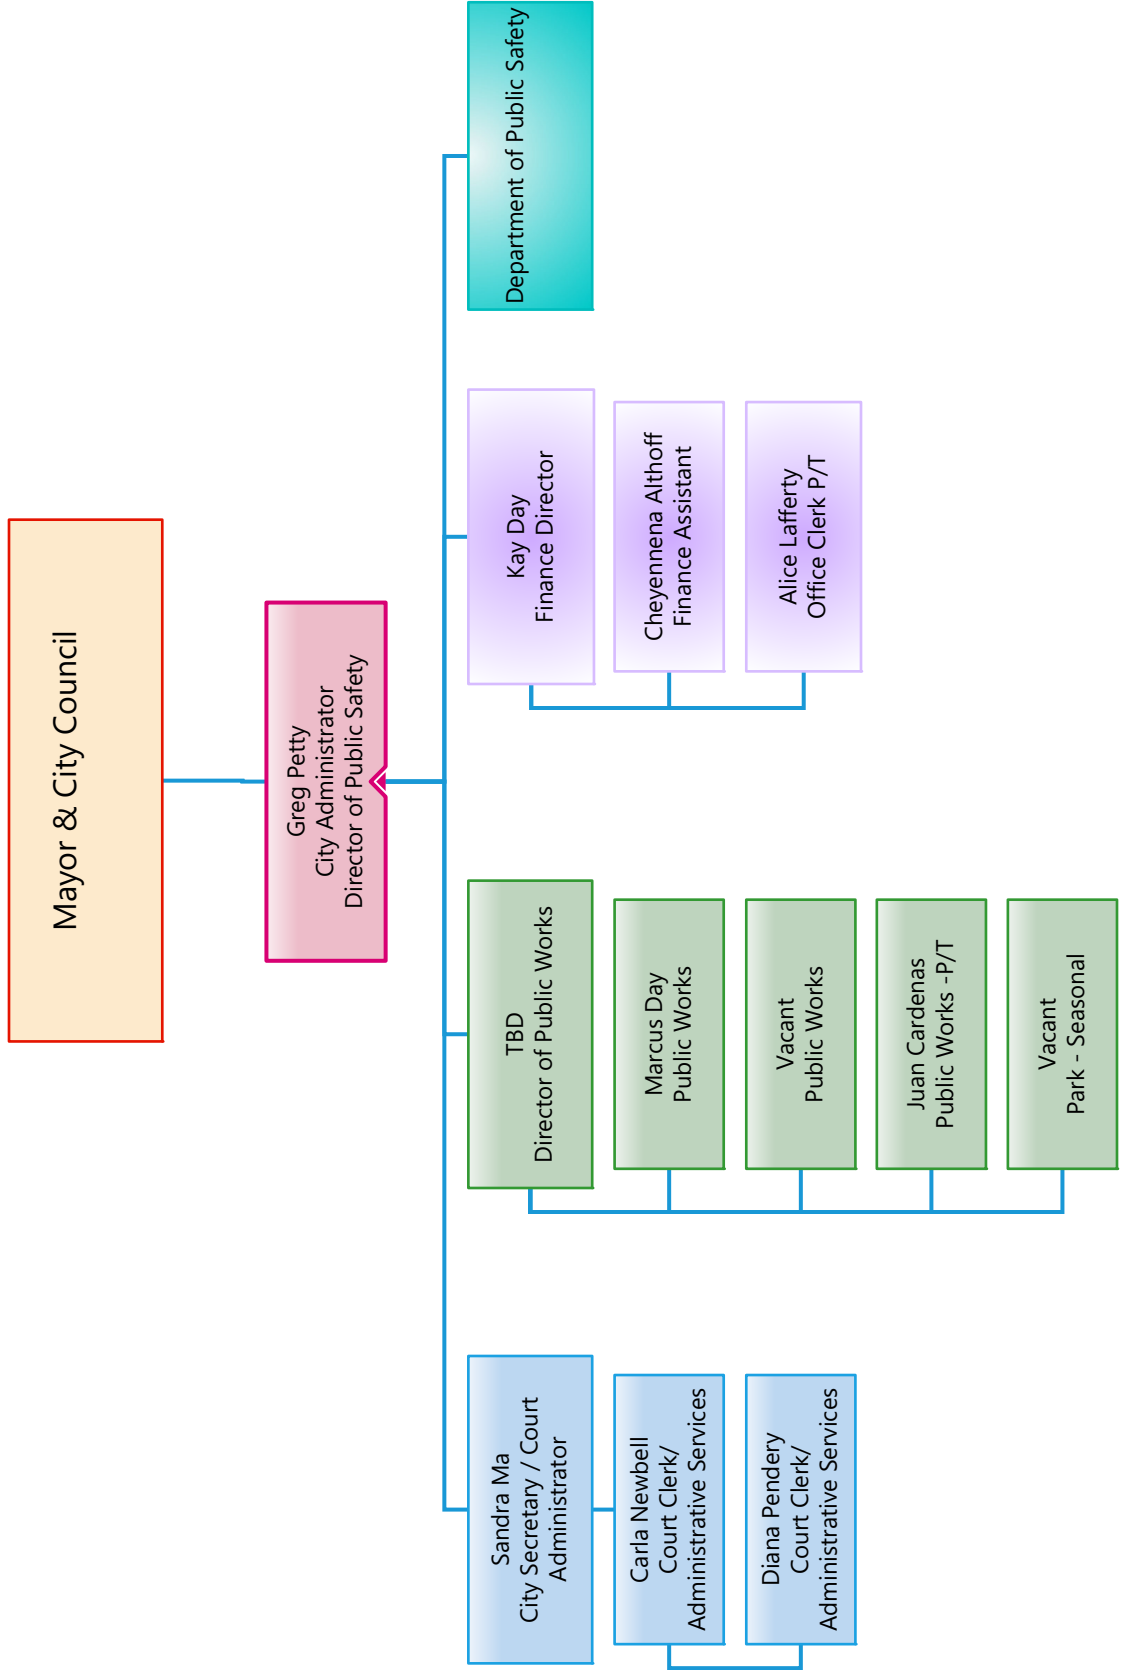 Mayor & City Council
Greg Petty
City Administrator
Director of Public Safety
Sandra Ma
City Secretary / Court
Administrator
Carla Newbell
Court Clerk/
Administrative Services
Diana Pendery
Court Clerk/
Administrative Services
TBD
Director of Public Works
Marcus Day
Public Works
Vacant
Public Works
Juan Cardenas
Public Works -P/T
Vacant
Park - Seasonal
Kay Day
Finance Director
Cheyennena Althoff
Finance Assistant
Alice Lafferty
Office Clerk P/T
Department of Public Safety